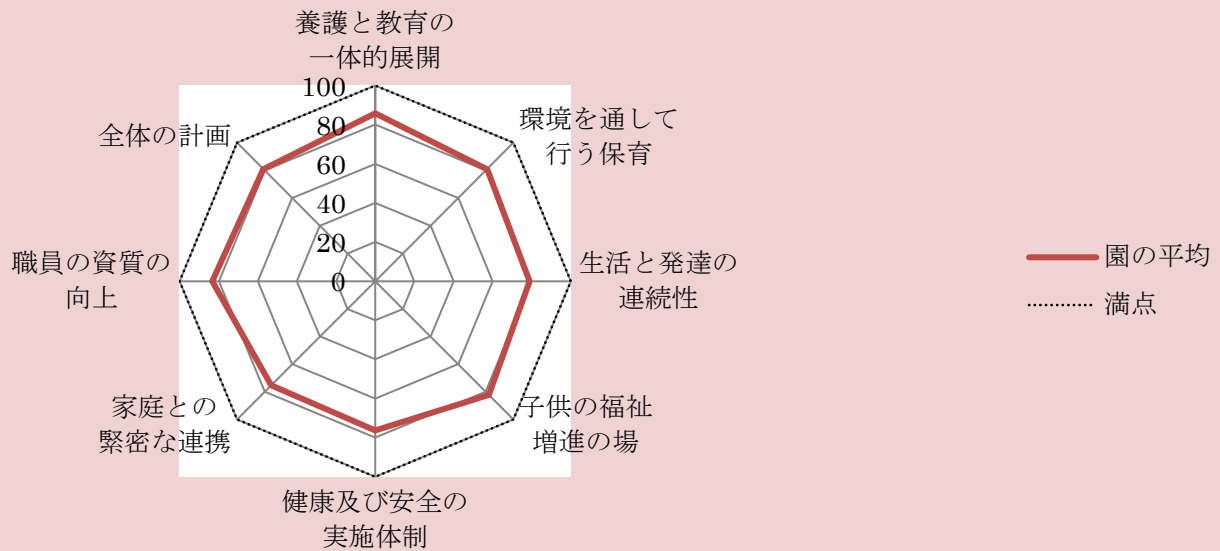 養護と教育の
一体的展開
100
80
60
40
20
0
環境を通して
行う保育
生活と発達の
連続性
子供の福祉
増進の場
健康及び安全の
実施体制
家庭との
緊密な連携
職員の資質の
向上
全体の計画
園の平均
満点